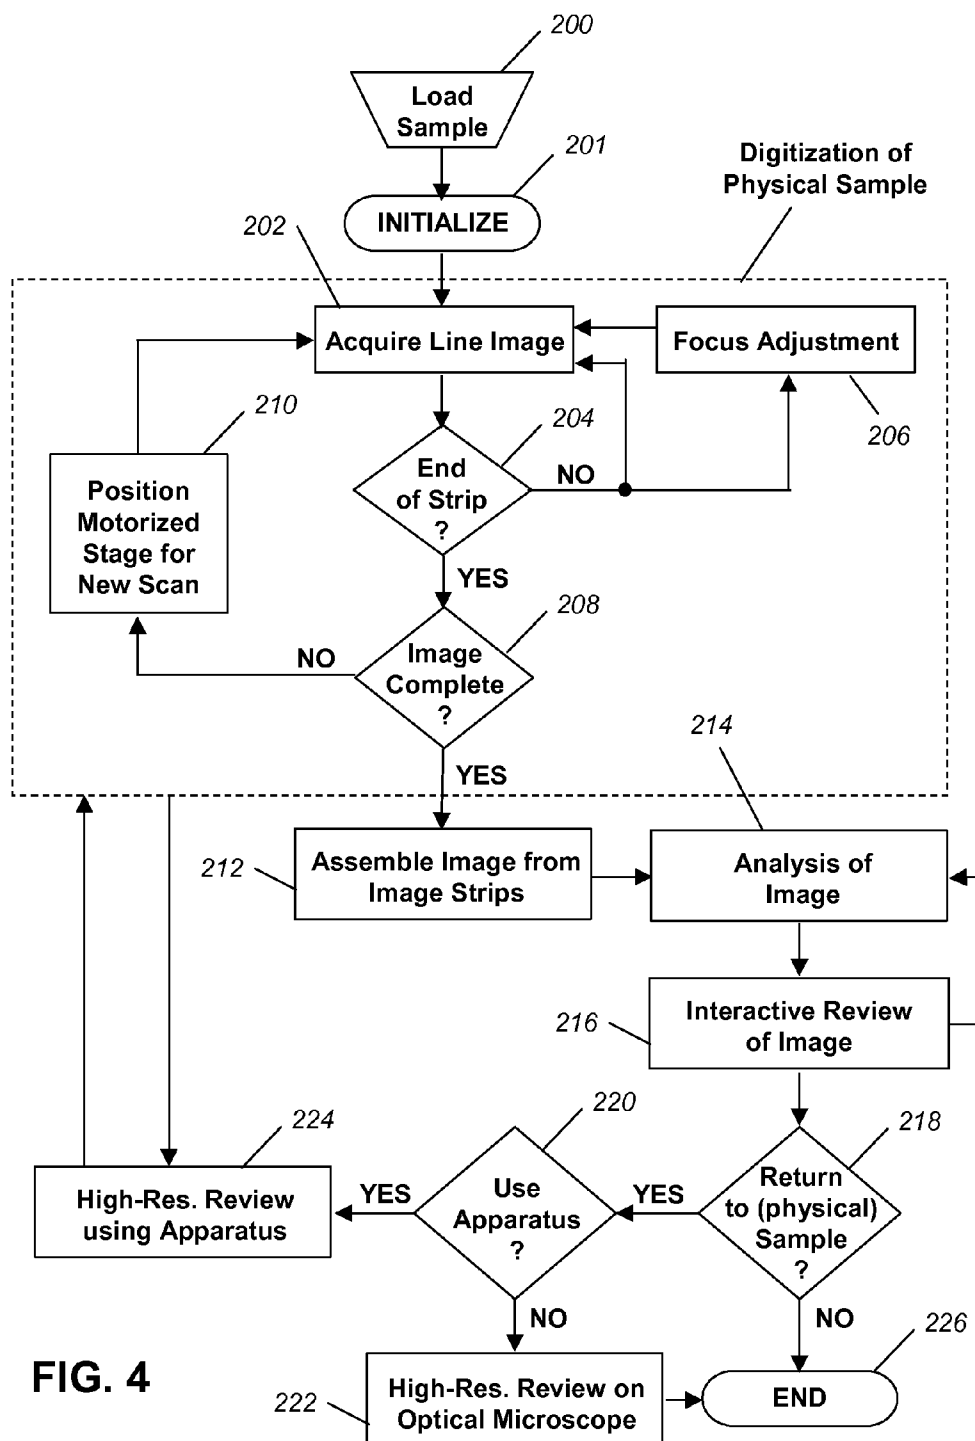 200
Load
Sample
201
Digitization of
Physical Sample
INITIALIZE
202
Acquire Line Image
Focus Adjustment
210
204
206
End
of Strip
?
NO
Position
Motorized
Stage for
New Scan
YES
208
NO
Image
Complete
?
214
YES
212
Assemble Image from
Image Strips
Analysis of
Image
216
Interactive Review
of Image
220
218
224
High-Res. Review
using Apparatus
YES
Use
Apparatus
?
YES
Return
to (physical)
Sample
?
NO
NO
226
FIG. 4
222
High-Res. Review on
Optical Microscope
END